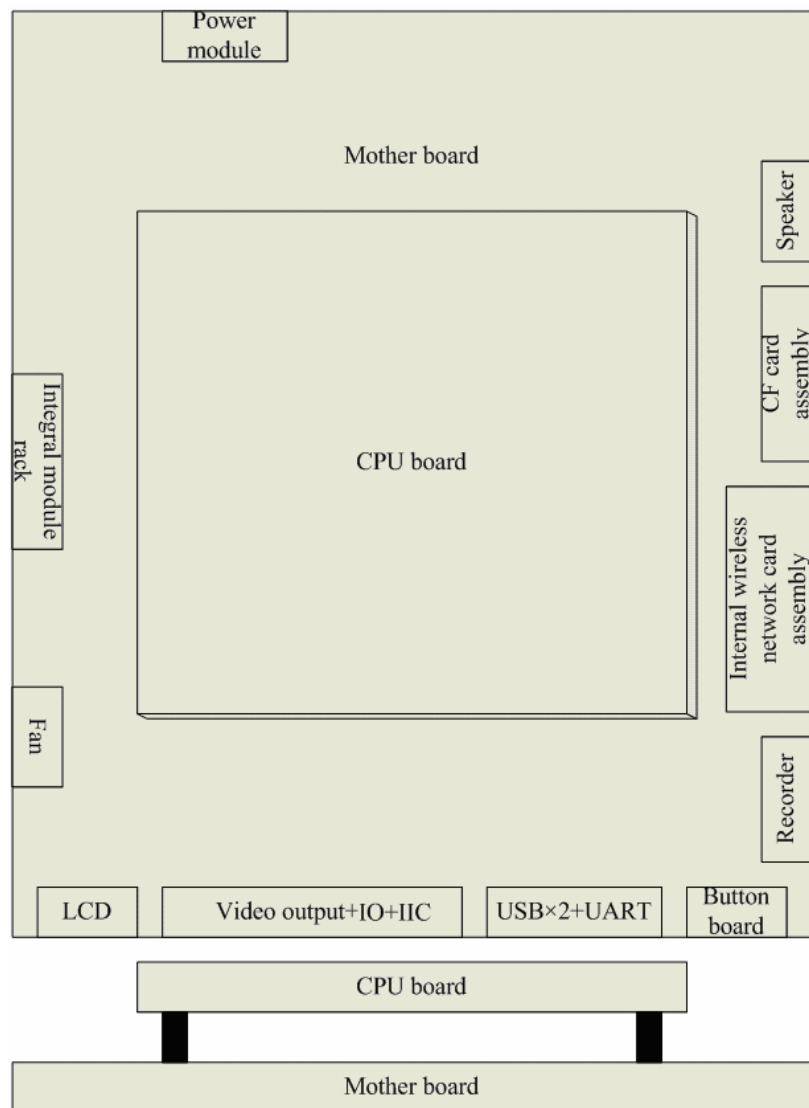 Power
module
Mother board
Speaker
CF card
assembly
Integral module
rack
CPU board
Internal wireless
network card
assembly
Fan
Recorder
LCD
Video output+IO+IIC
USB×2+UART
Button
board
CPU board
Mother board